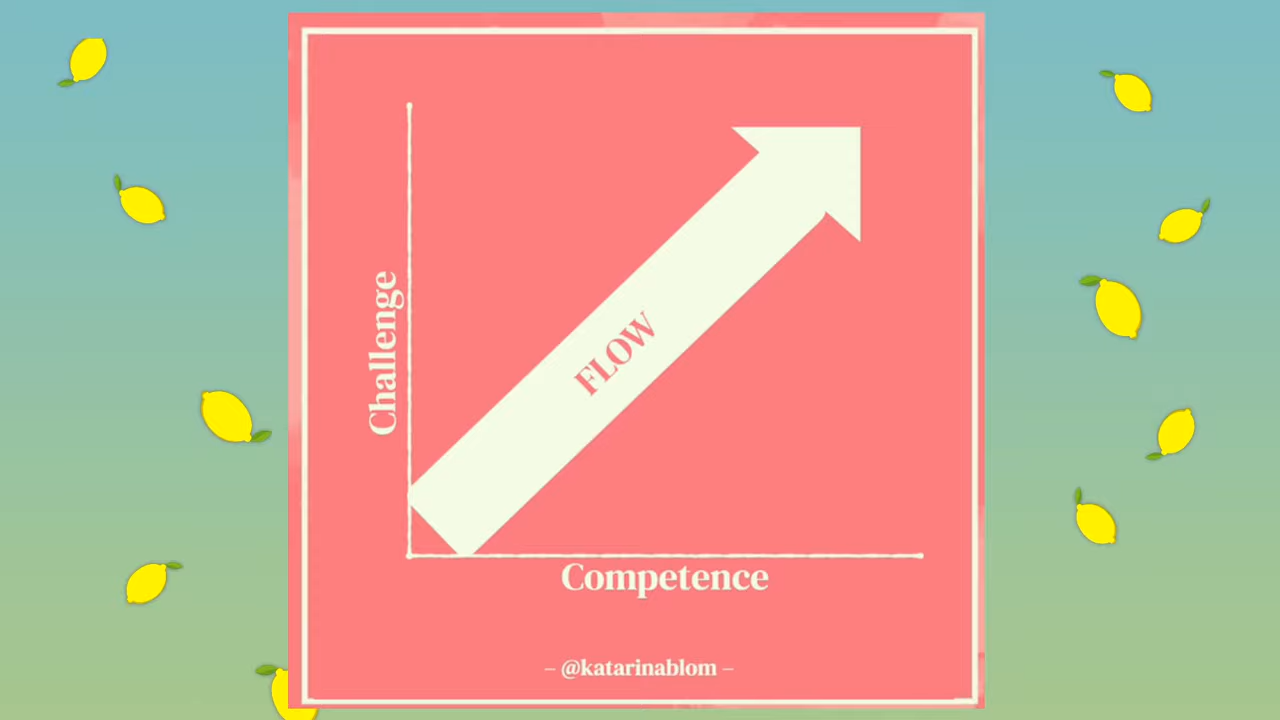 Challenge
FLOW
Competence
– @katarinablom –